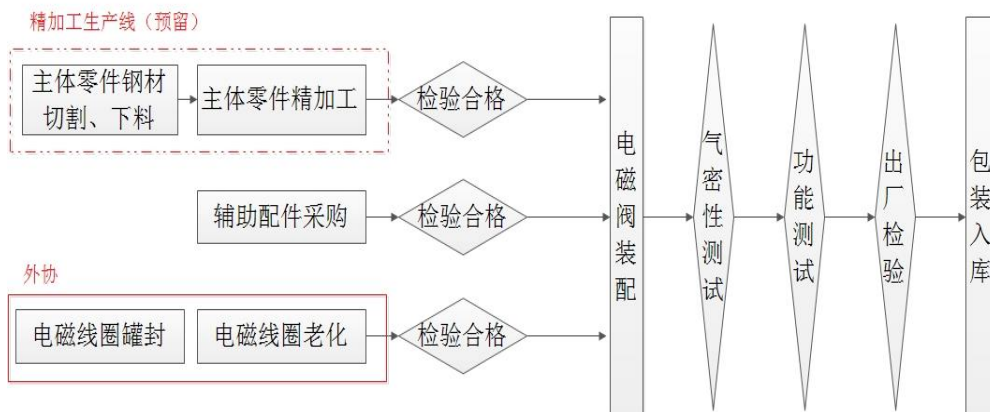 精加工生产线（预留）
主体零件钢材
切割、下料
主体零件精加工
检验合格
辅助配件采购
检验合格
外协
电磁线圈罐封
电磁线圈老化
检验合格
电磁阀装配
气密性测试
功能测试
出厂检验
包装入库